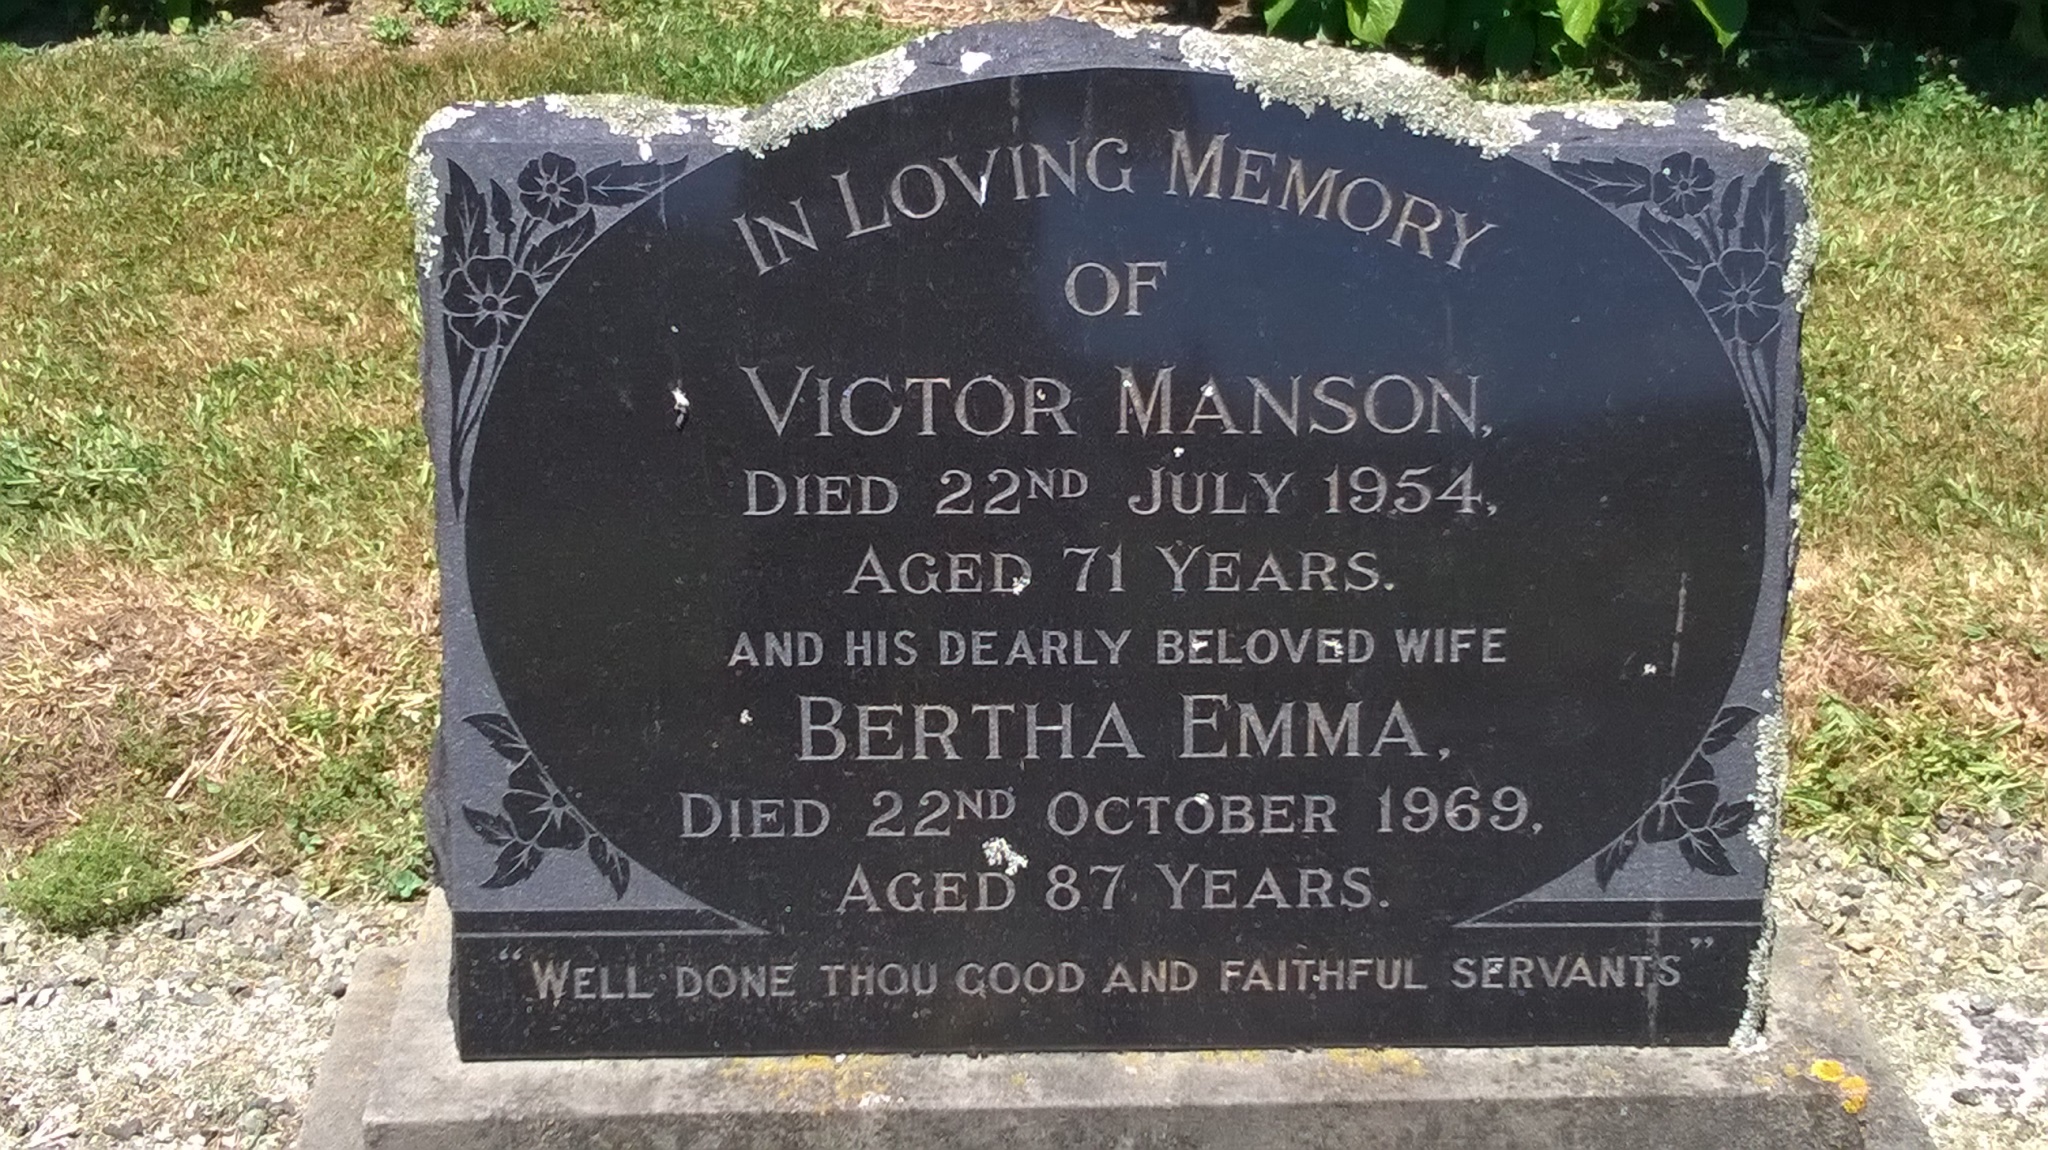 IN LOVING MEMORY
OF
VICTOR MANSON,
DIED 22ND JULY 1954,
AGED 71 YEARS.
AND HIS DEARLY BELOVED WIFE
BERTHA EMMA,
DIED 22ND OCTOBER 1969,
AGED 87 YEARS.
"WELL DONE THOU GOOD AND FAITHFUL SERVANTS"